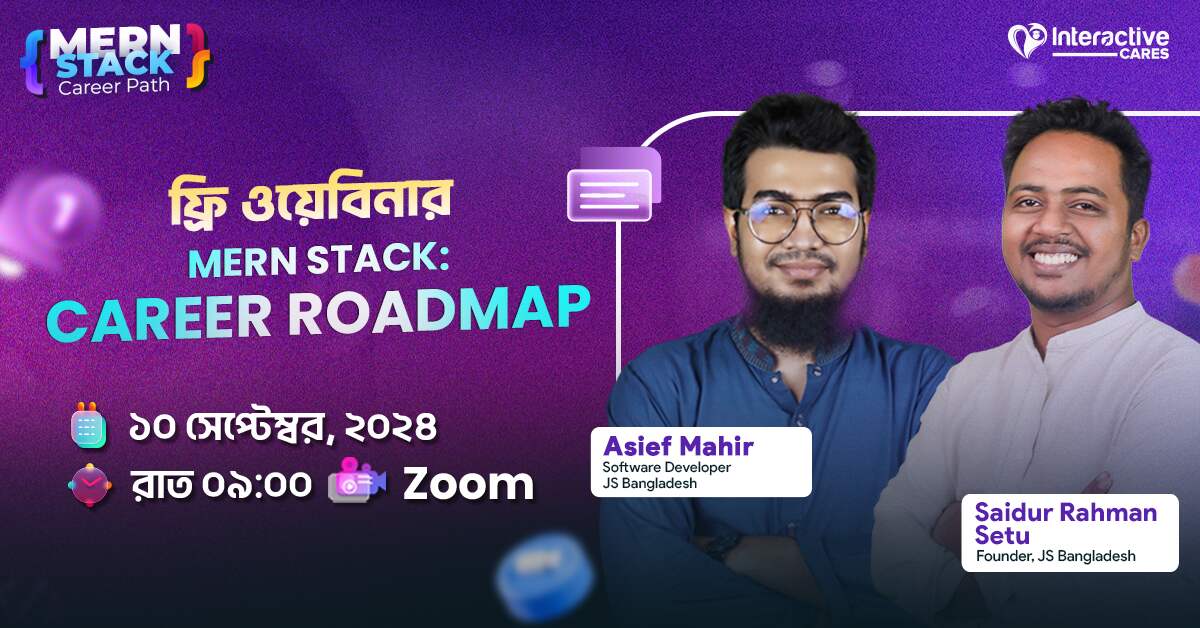 MERN
STACK
Career Path
Interactive
CARES
ফ্রি ওয়েবিনার
MERN STACK:
CAREER ROADMAP
১০ সেপ্টেম্বর, ২০২৪
রাত ০৯:০০ Zoom
Asief Mahir
Software Developer
JS Bangladesh
Saidur Rahman
Setu
Founder, JS Bangladesh